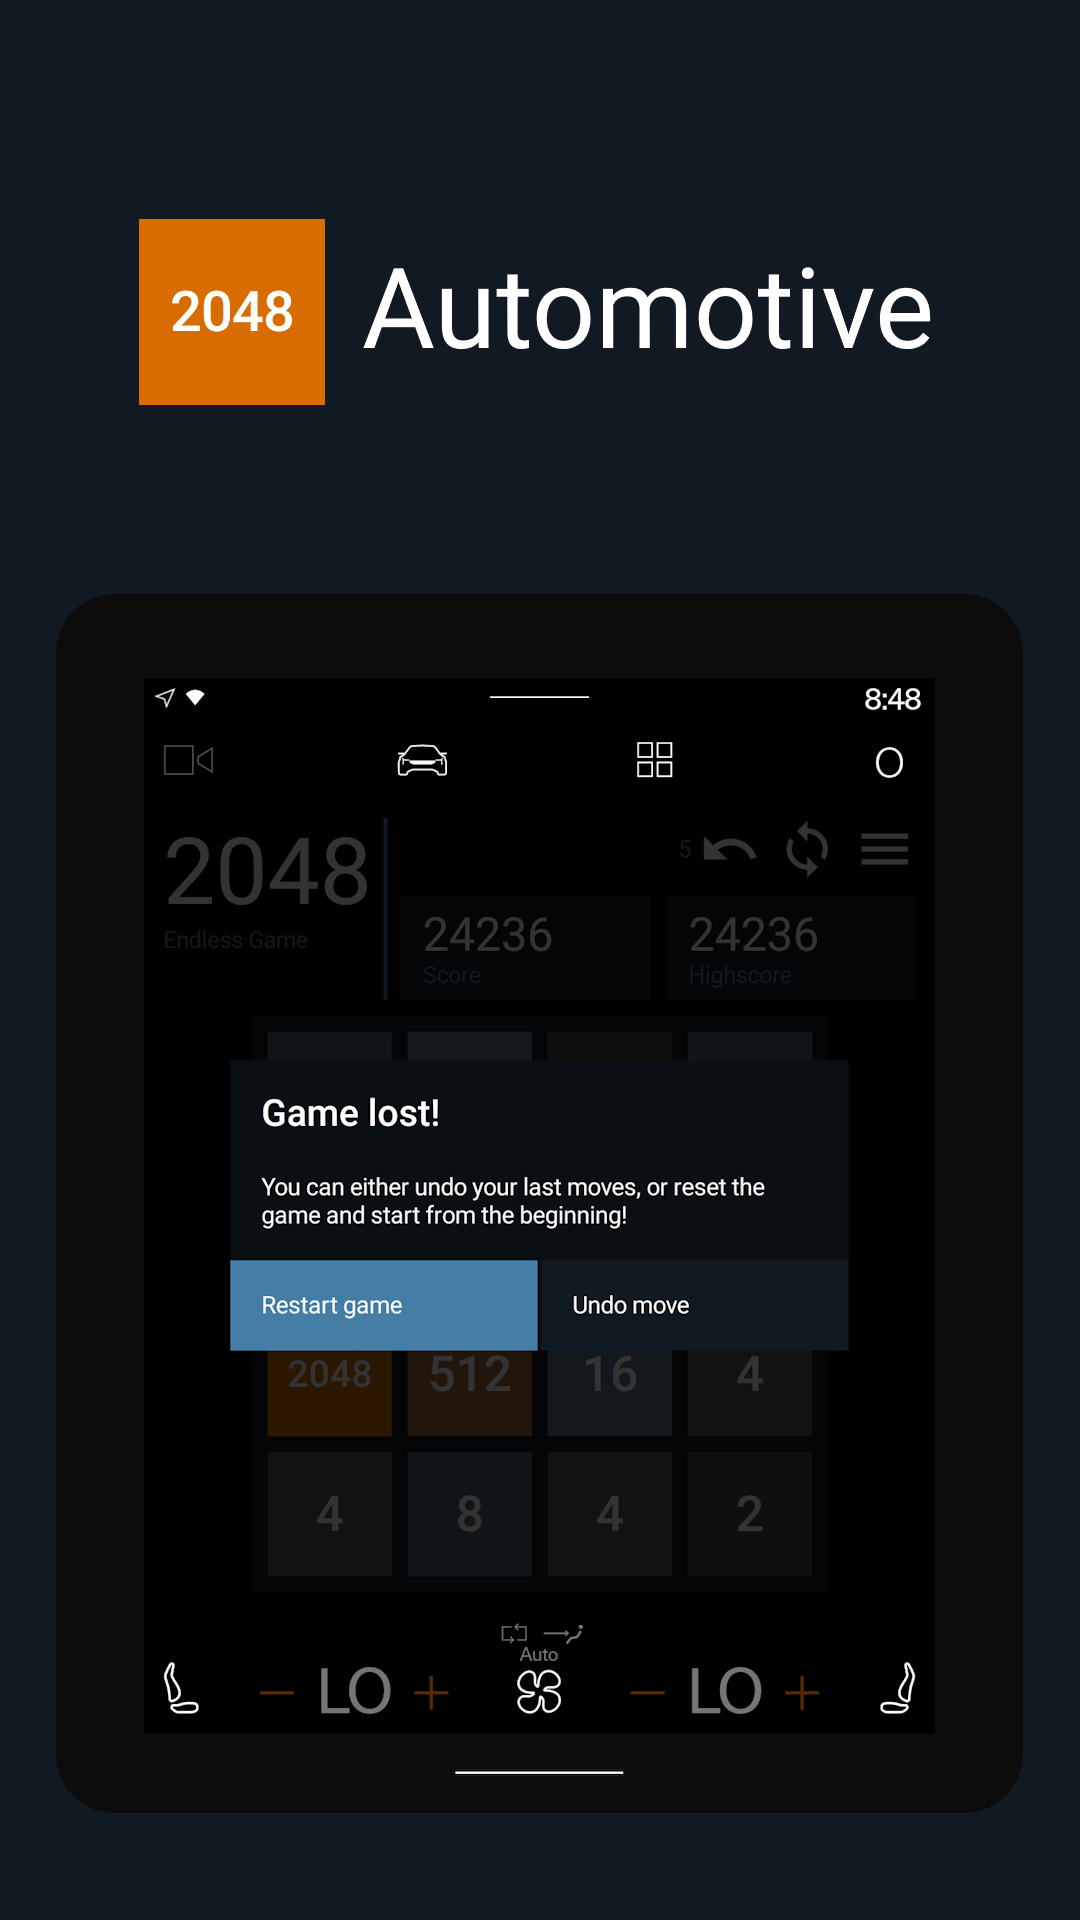 2048 Automotive
8:48
2048
Endless Game
5
24236
Score
24236
Highscore
Game lost!
You can either undo your last moves, or reset the
game and start from the beginning!
Restart game
Undo move
2048 512 16 4
4 8 4 2
Auto
LO
LO